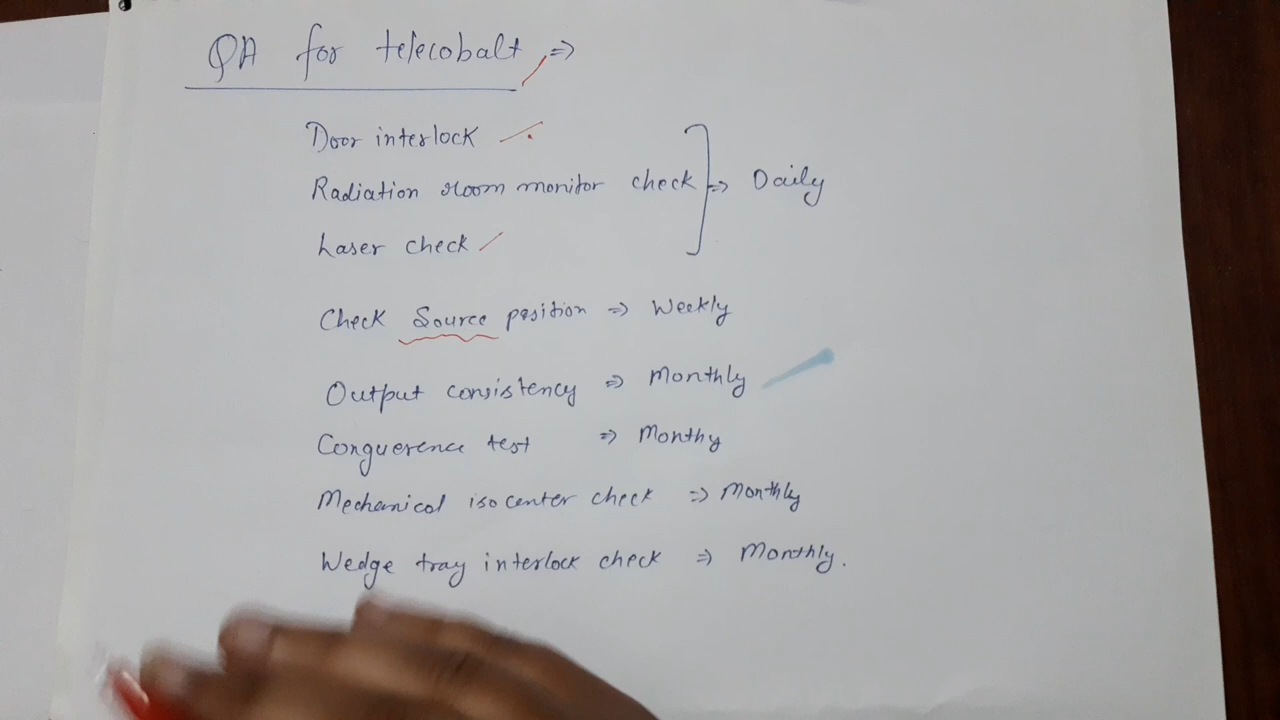 QA for telecobalt ⇒
Door interlock
Radiation room monitor check ⇒ Daily
Laser check
Check Source position ⇒ Weekly
Output consistency ⇒ Monthly
Conguerence test ⇒ Monthy
Mechanical isocenter check ⇒ Monthly
Wedge tray interlock check ⇒ Monthly.